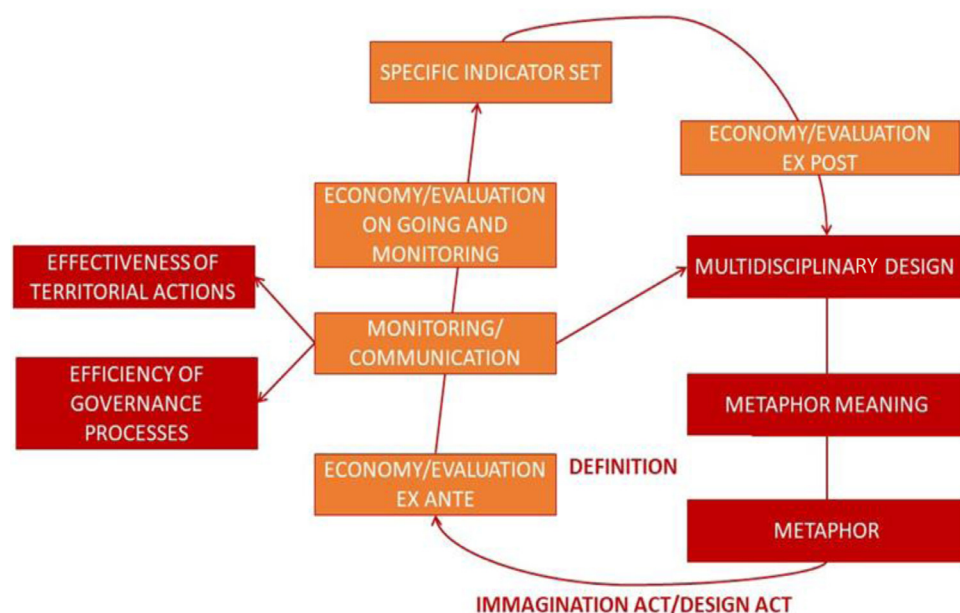 SPECIFIC INDICATOR SET
ECONOMY/EVALUATION
EX POST
ECONOMY/EVALUATION
ON GOING AND
MONITORING
EFFECTIVENESS OF
TERRITORIAL ACTIONS
MULTIDISCIPLINARY DESIGN
MONITORING/
COMMUNICATION
EFFICIENCY OF
GOVERNANCE
PROCESSES
METAPHOR MEANING
ECONOMY/EVALUATION
EX ANTE
DEFINITION
METAPHOR
IMMAGINATION ACT/DESIGN ACT